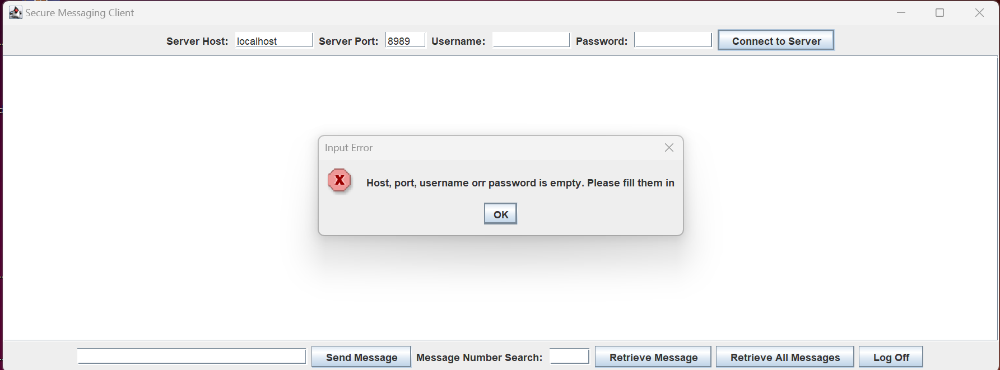 Secure Messaging Client
Server Host: localhost Server Port: 8989 Username: Password: Connect to Server
Input Error
Host, port, username orr password is empty. Please fill them in
OK
Send Message Message Number Search: Retrieve Message Retrieve All Messages Log Off